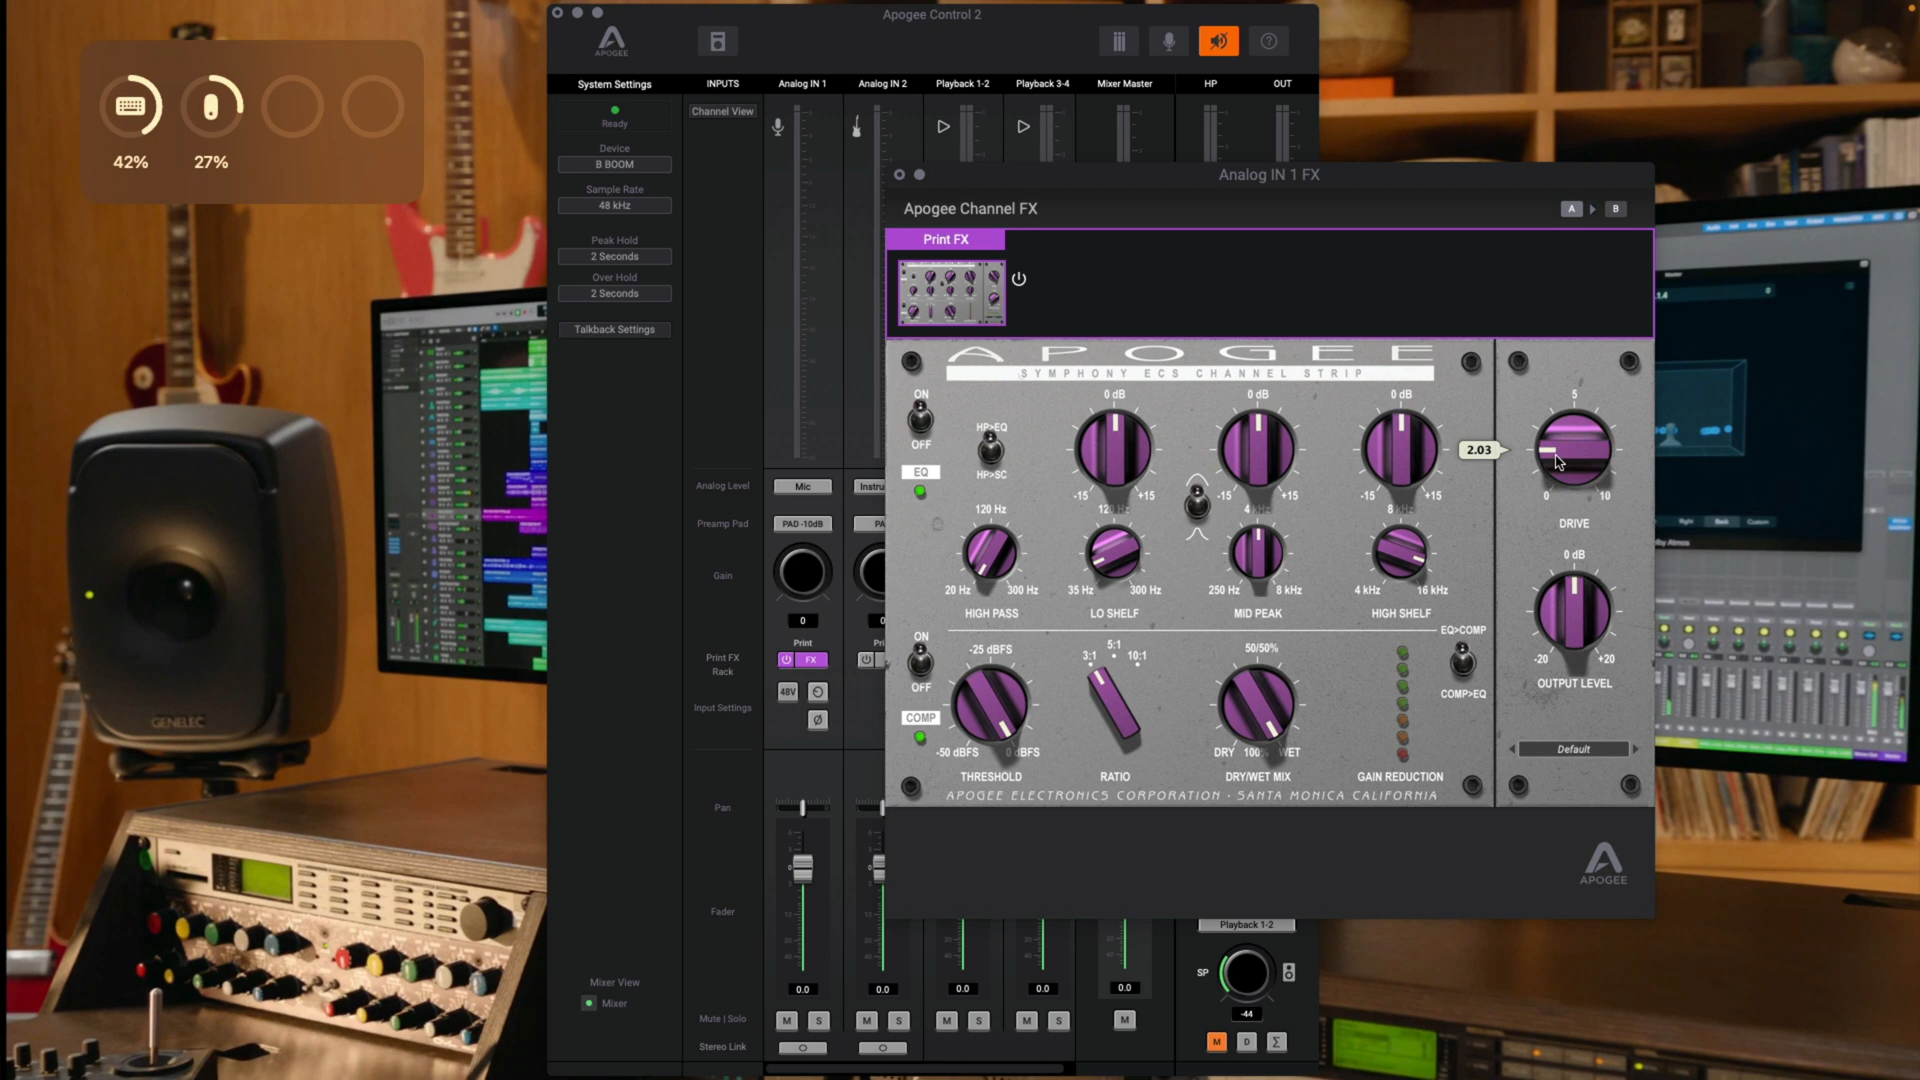 Apogee Control 2
APOGEE
System Settings
INPUTS
Analog IN 1
Analog IN 2
Playback 1-2
Playback 3-4
Mixer Master
HP
OUT
Ready
Device
B BOOM
Sample Rate
48 kHz
Peak Hold
2 Seconds
Over Hold
2 Seconds
Talkback Settings
Channel View
42%
27%
Analog IN 1 FX
Apogee Channel FX
A
B
Print FX
APOGEE
SYMPHONY ECS CHANNEL STRIP
ON
OFF
EQ
HP>EQ
HP>SC
0 dB
-15
+15
0 dB
-15
+15
0 dB
-15
+15
2.03
5
0
10
DRIVE
120 Hz
20 Hz
300 Hz
HIGH PASS
35 Hz
300 Hz
LO SHELF
250 Hz
8 kHz
MID PEAK
4 kHz
16 kHz
HIGH SHELF
0 dB
-20
+20
OUTPUT LEVEL
ON
OFF
COMP
-25 dBFS
-50 dBFS
0 dBFS
THRESHOLD
3:1
5:1
10:1
RATIO
50/50%
DRY
100%
WET
DRY/WET MIX
GAIN REDUCTION
EQ>COMP
COMP>EQ
Default
APOGEE ELECTRONICS CORPORATION · SANTA MONICA CALIFORNIA
APOGEE
Analog Level
Mic
Instru
Preamp Pad
PAD -10dB
PA
Gain
0
0
Print
Pri
Print FX
Rack
FX
Input Settings
48V
Ø
Pan
Fader
0.0
0.0
0.0
0.0
0.0
Mixer View
Mixer
Mute | Solo
M
S
M
S
M
S
M
S
M
Stereo Link
Playback 1-2
SP
-44
M
D
Σ
GENELEC